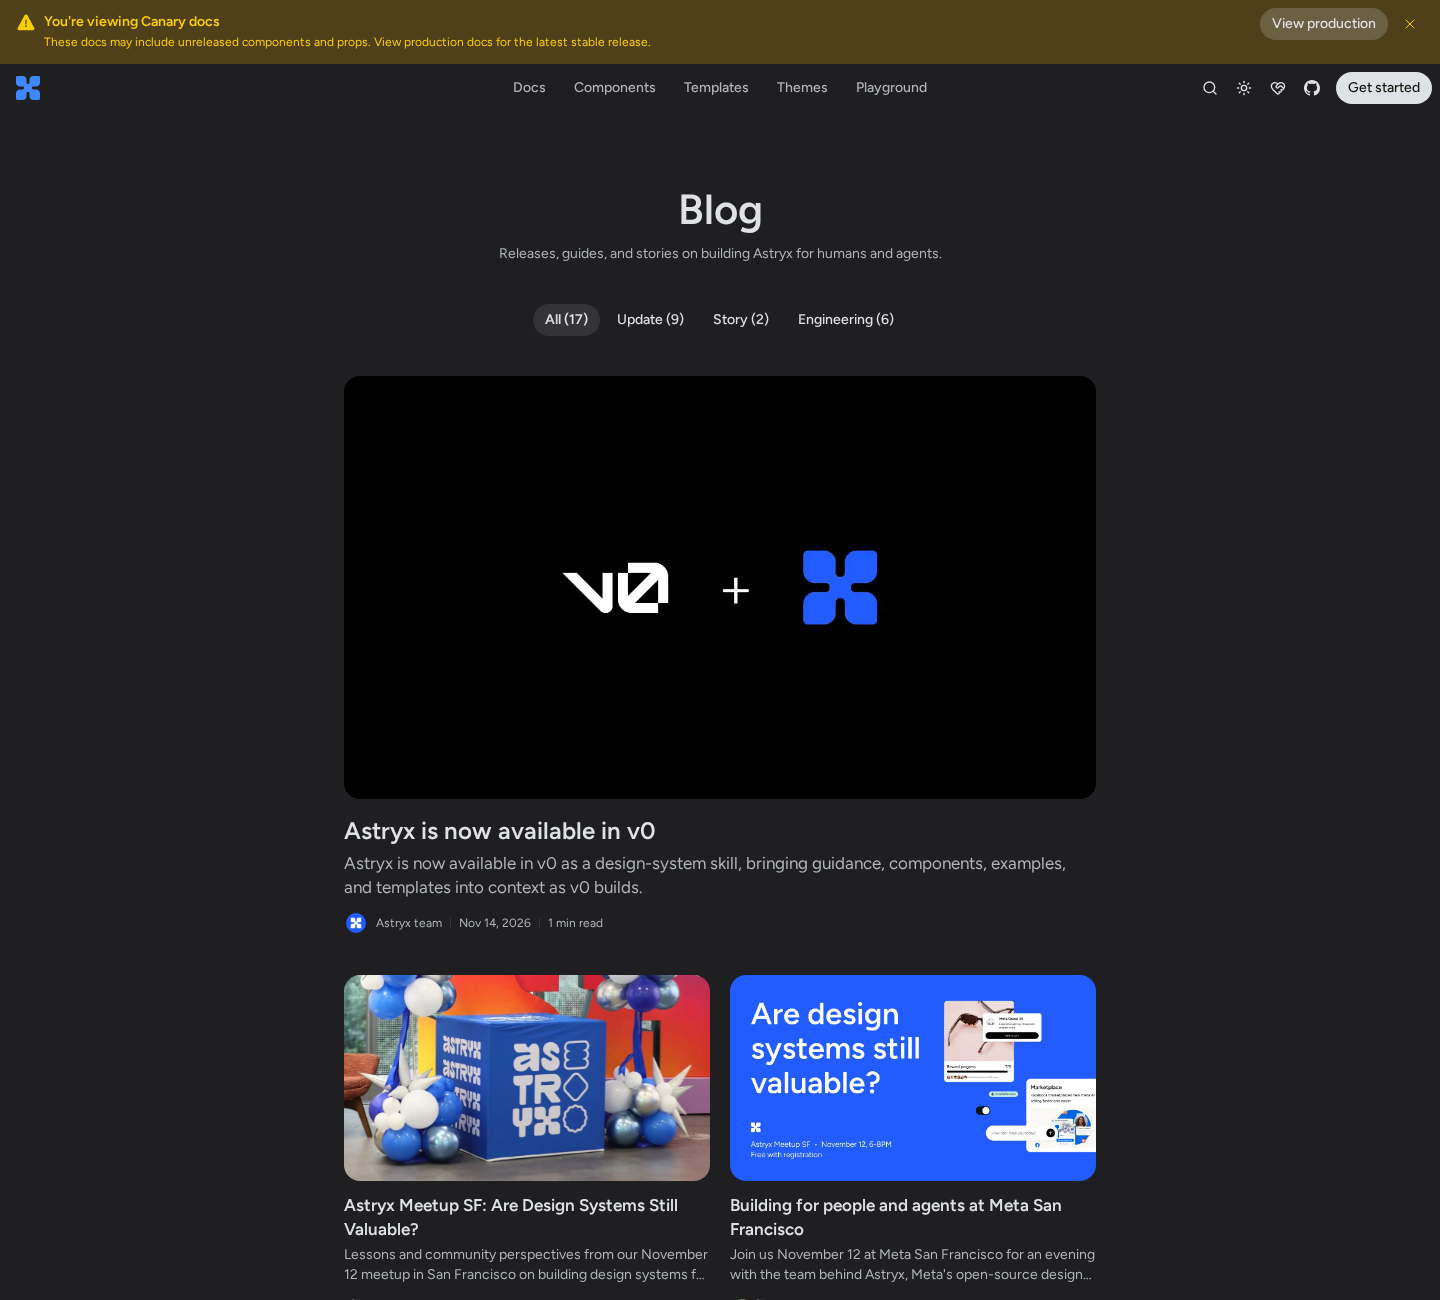 You're viewing Canary docs
These docs may include unreleased components and props. View production docs for the latest stable release.
View production
Docs
Components
Templates
Themes
Playground
Get started
Blog
Releases, guides, and stories on building Astryx for humans and agents.
All (17)
Update (9)
Story (2)
Engineering (6)
v0 +
Astryx is now available in v0
Astryx is now available in v0 as a design-system skill, bringing guidance, components, examples,
and templates into context as v0 builds.
Astryx team
Nov 14, 2026
1 min read
ASTRYX
ASTRYX
ASTRYX
ASTRYX
AS
TR
YX
Are design
systems still
valuable?
Astryx Meetup SF • November 12, 6-8PM
Free with registration
Marketplace
Astryx Meetup SF: Are Design Systems Still
Valuable?
Lessons and community perspectives from our November
12 meetup in San Francisco on building design systems f...
Building for people and agents at Meta San
Francisco
Join us November 12 at Meta San Francisco for an evening
with the team behind Astryx, Meta's open-source design...